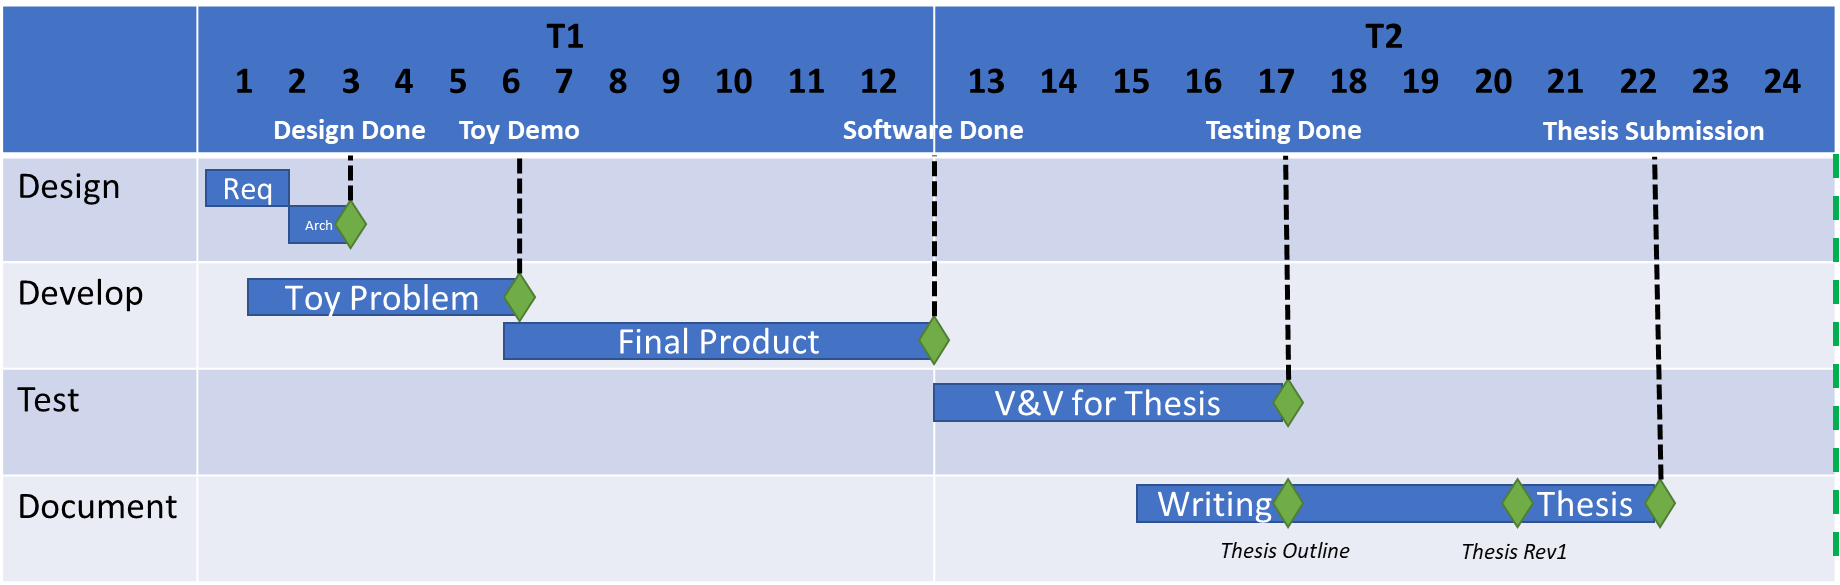 T1 T2
1 2 3 4 5 6 7 8 9 10 11 12 13 14 15 16 17 18 19 20 21 22 23 24
Design Done Toy Demo Software Done Testing Done Thesis Submission
Design
Req
Arch
Develop
Toy Problem
Final Product
Test
V&V for Thesis
Document
Writing Thesis
Thesis Outline Thesis Rev1